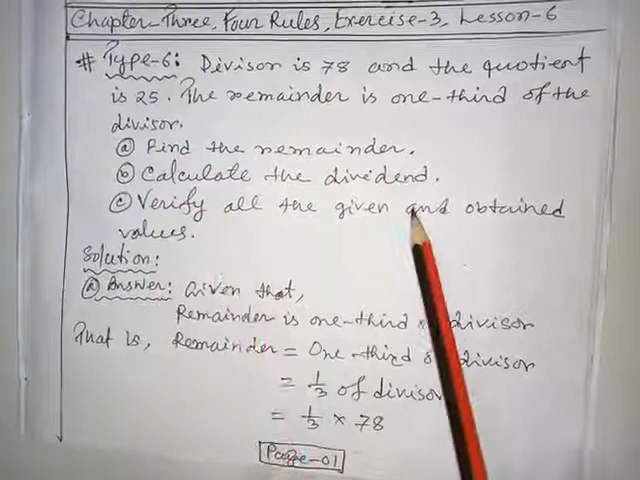 Chapter-Three, Four Rules, Exercise-3, Lesson-6
# Type-6: Divisor is 78 and the quotient
is 25. The remainder is one-third of the
divisor.
ⓐ Find the remainder.
ⓑ Calculate the dividend.
ⓒ Verify all the given and obtained
values.
Solution:
ⓐ Answer: Given that,
Remainder is one-third divisor
That is, Remainder = One-third divisor
= 1/3 of divisor
= 1/3 × 78
Page-01